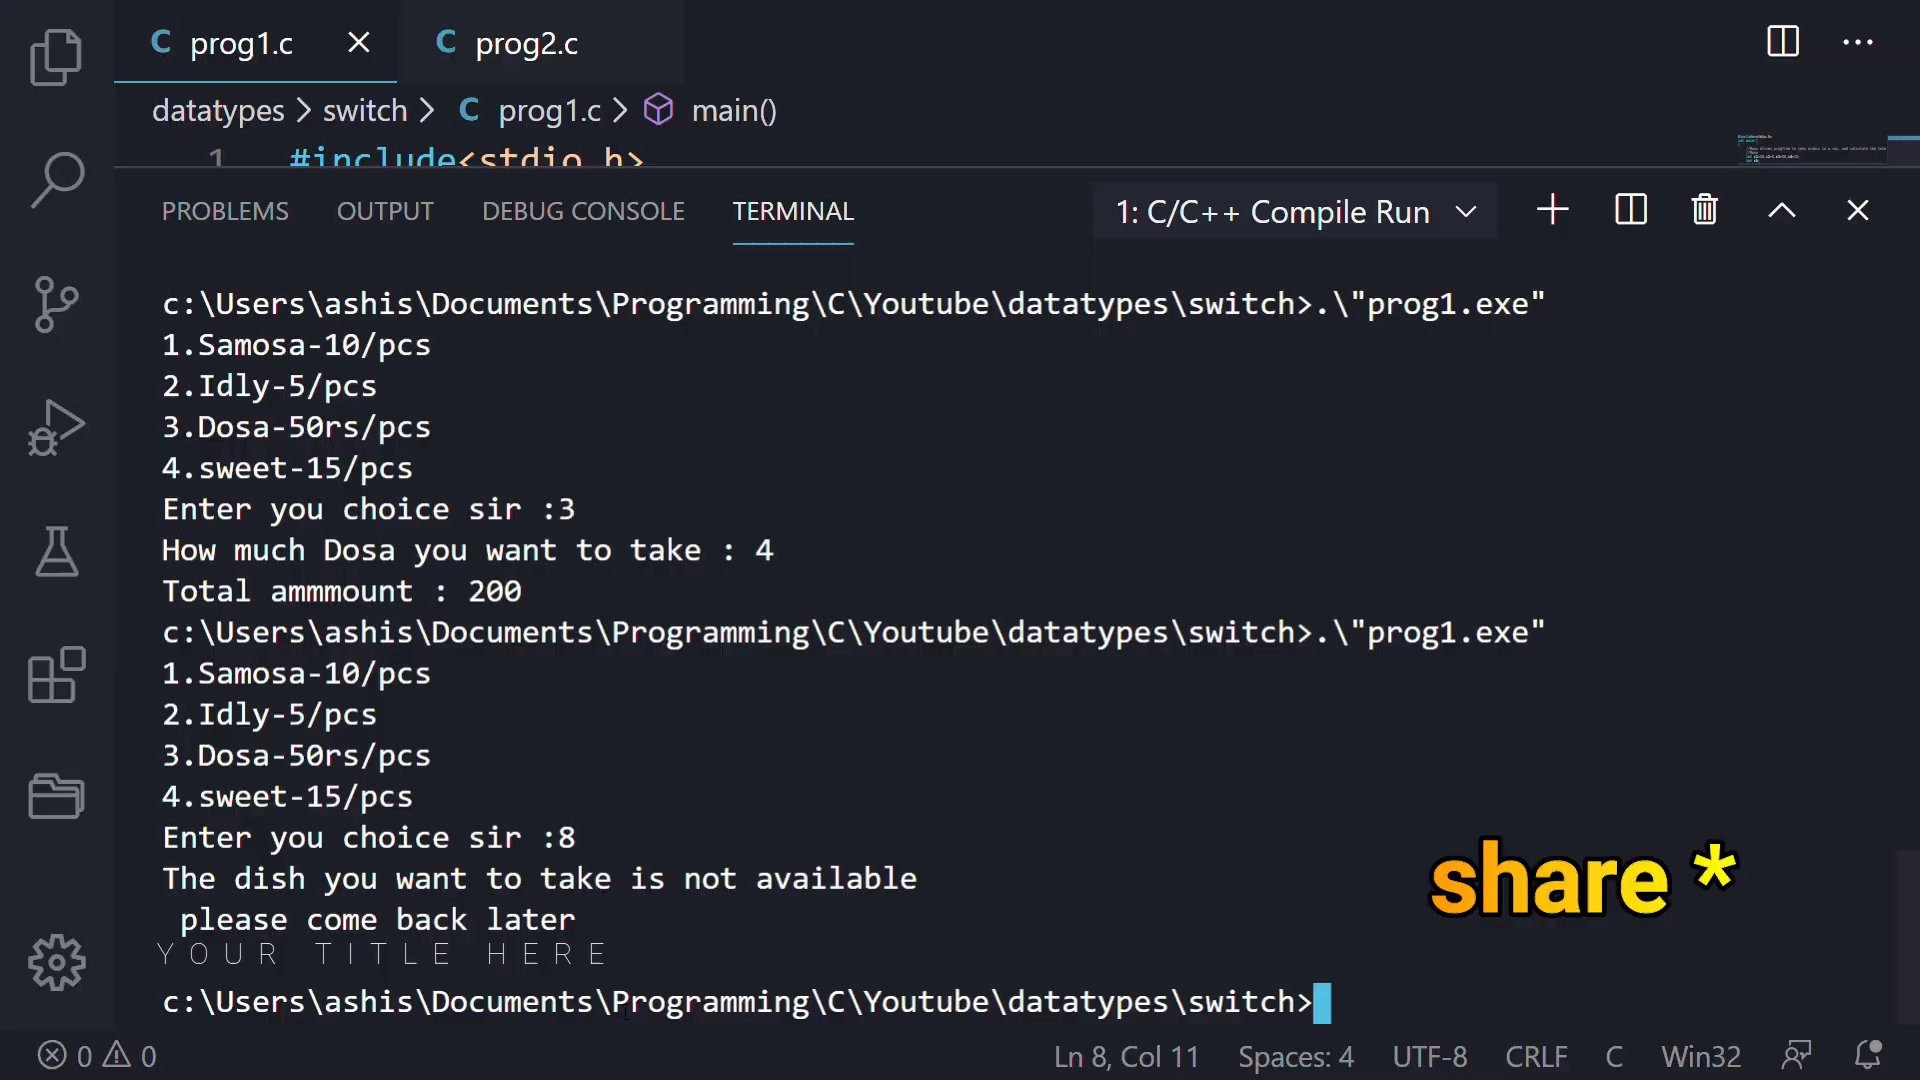 C prog1.c C prog2.c
datatypes > switch > C prog1.c > main()
1 #include<stdio.h>
PROBLEMS OUTPUT DEBUG CONSOLE TERMINAL 1: C/C++ Compile Run
c:\Users\ashis\Documents\Programming\C\Youtube\datatypes\switch>.\"prog1.exe"
1.Samosa-10/pcs
2.Idly-5/pcs
3.Dosa-50rs/pcs
4.sweet-15/pcs
Enter you choice sir :3
How much Dosa you want to take : 4
Total ammmount : 200
c:\Users\ashis\Documents\Programming\C\Youtube\datatypes\switch>.\"prog1.exe"
1.Samosa-10/pcs
2.Idly-5/pcs
3.Dosa-50rs/pcs
4.sweet-15/pcs
Enter you choice sir :8
The dish you want to take is not available
please come back later
share *
YOUR TITLE HERE
c:\Users\ashis\Documents\Programming\C\Youtube\datatypes\switch>
0 0 Ln 8, Col 11 Spaces: 4 UTF-8 CRLF C Win32